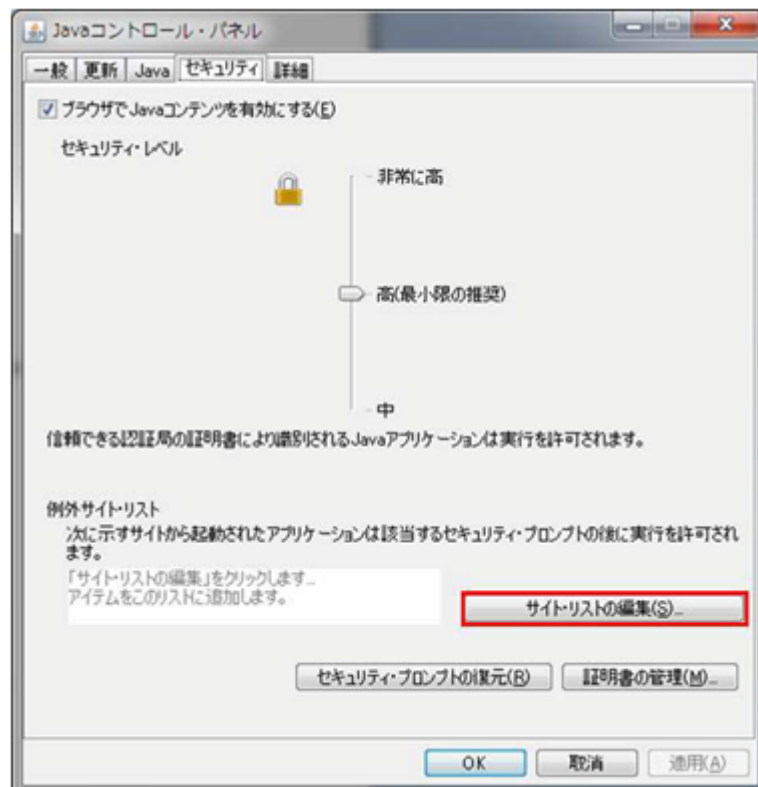 Javaコントロール・パネル
一般 更新 Java セキュリティ 詳細
ブラウザでJavaコンテンツを有効にする(E)
セキュリティ・レベル
非常に高
高(最小限の推奨)
中
信頼できる認証局の証明書により識別されるJavaアプリケーションは実行を許可されます。
例外サイト・リスト
次に示すサイトから起動されたアプリケーションは該当するセキュリティ・プロンプトの後に実行を許可され
ます。
「サイト・リストの編集」をクリックします...
アイテムをこのリストに追加します。
サイト・リストの編集(S)...
セキュリティ・プロンプトの復元(R) 証明書の管理(M)...
OK 取消 適用(A)